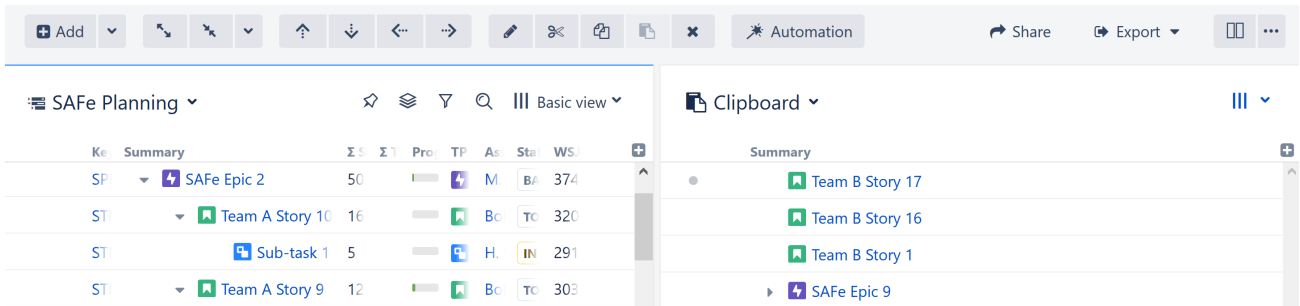 Add
Automation
Share
Export
SAFe Planning
Basic view
Clipboard
Summary
Σ
Σ
TP
Summary
SAFe Epic 2
50
374
Team A Story 10
16
320
Sub-task 1
5
H.
IN
291
Team A Story 9
12
303
Team B Story 17
Team B Story 16
Team B Story 1
SAFe Epic 9